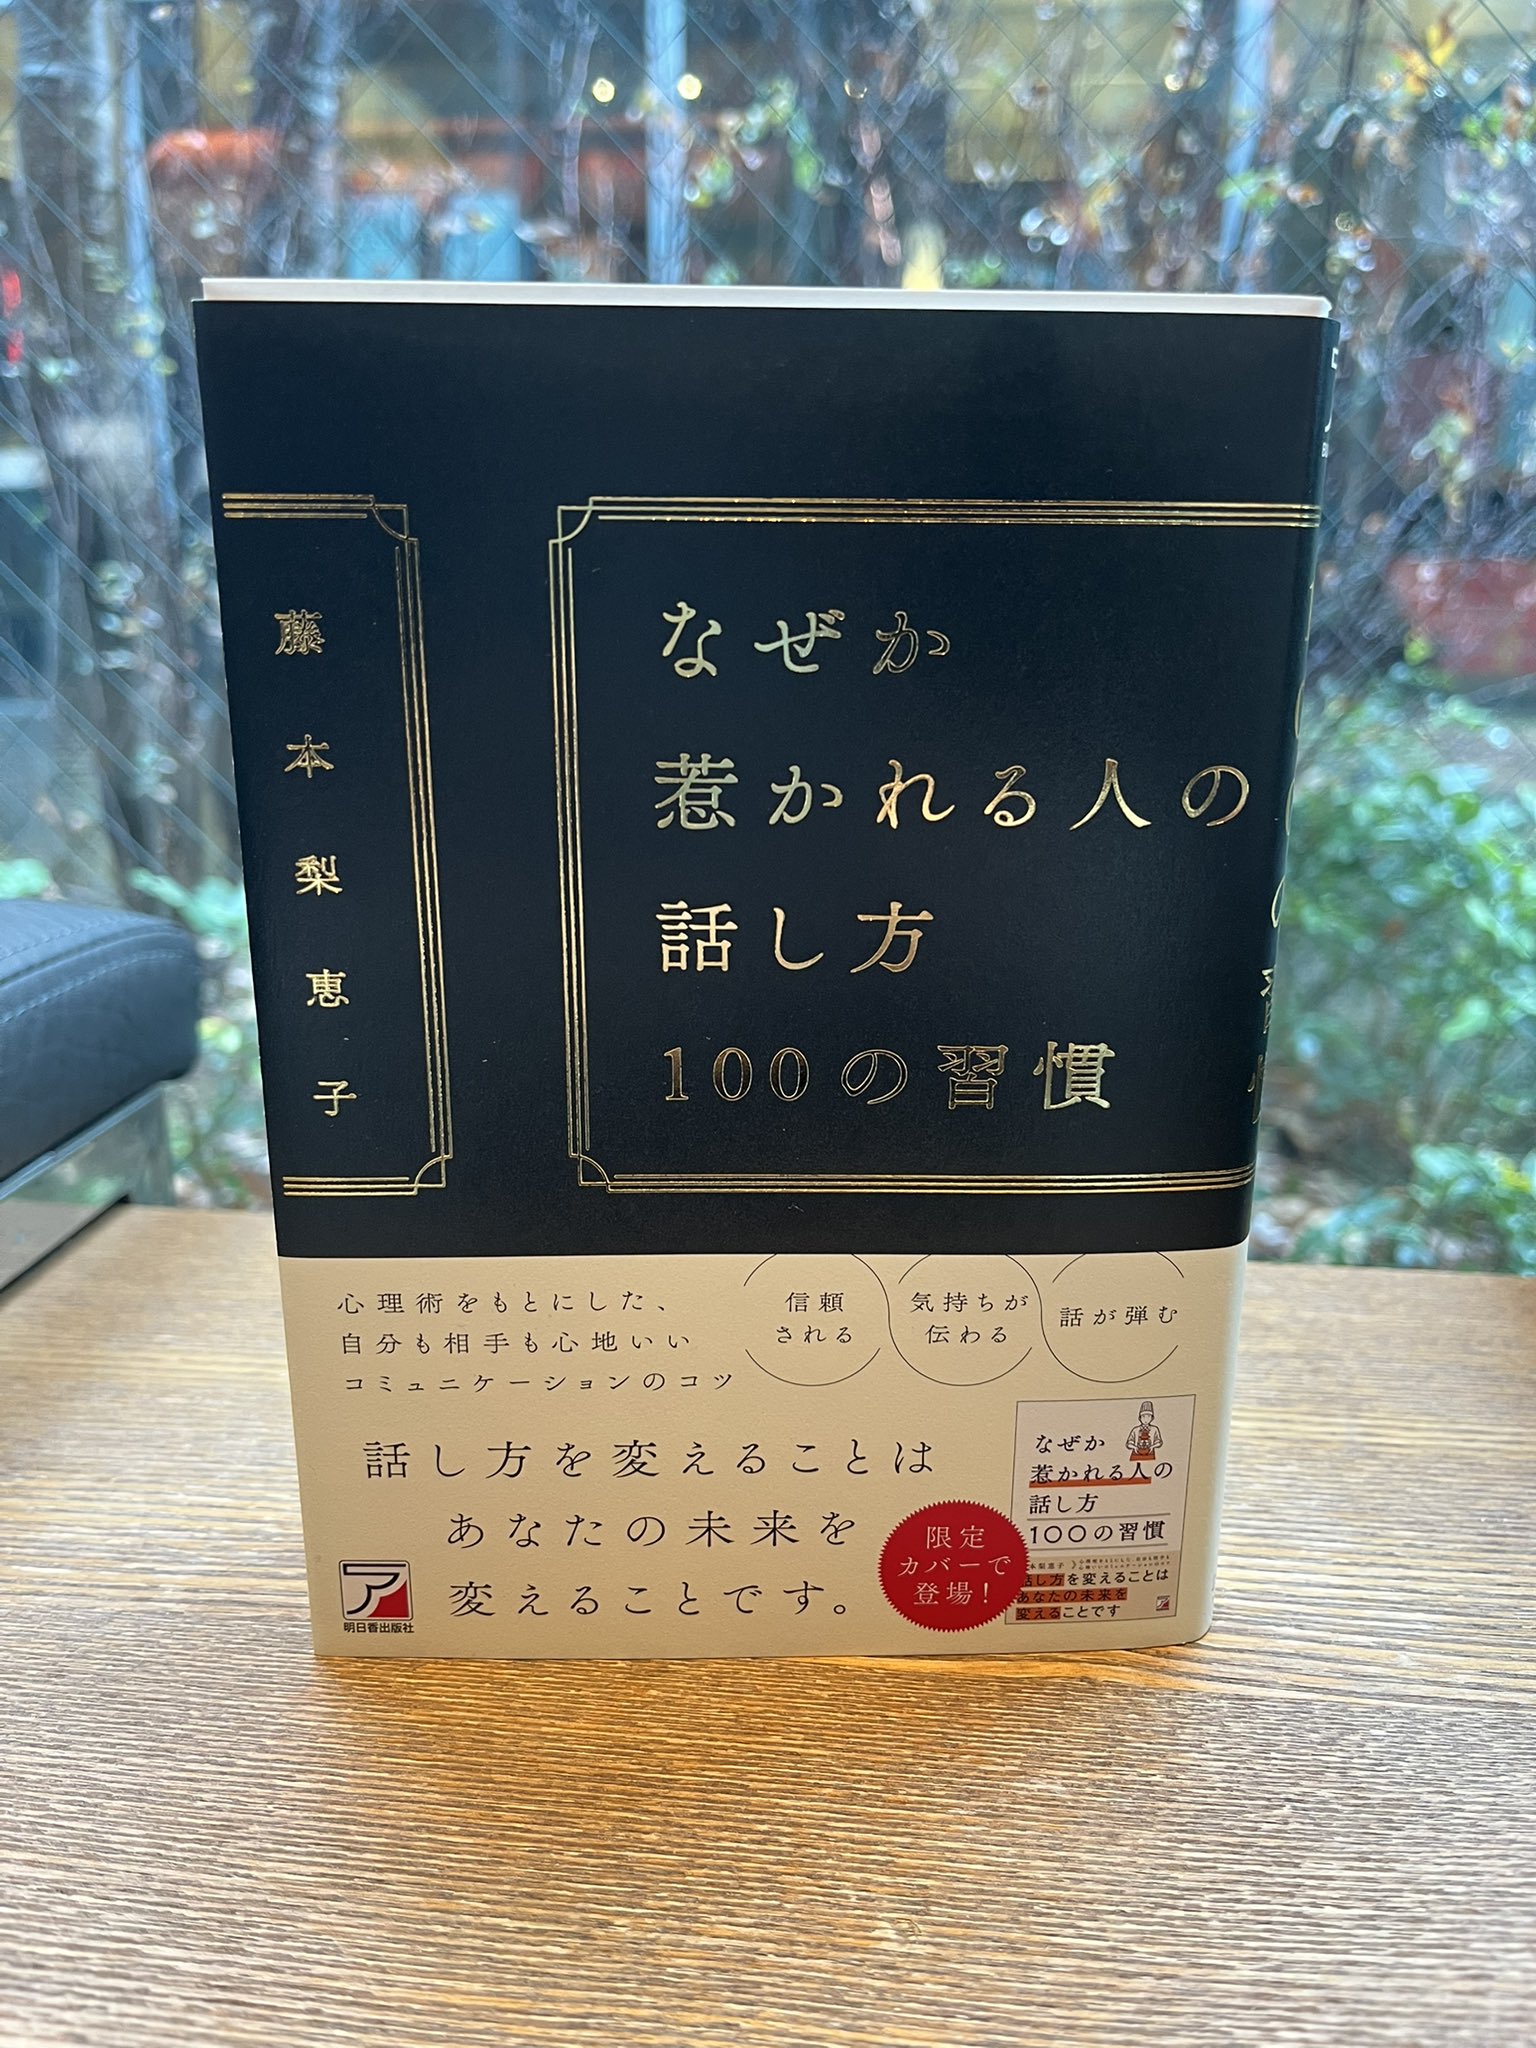 なぜか
惹かれる人の
話し方
100の習慣
藤本梨恵子
心理術をもとにした、
自分も相手も心地いい
コミュニケーションのコツ
信頼
される
気持ちが
伝わる
話が弾む
話し方を変えることは
あなたの未来を
変えることです。
明日香出版社
限定
カバーで
登場！
なぜか
惹かれる人の
話し方
100の習慣
話し方を変えることは
あなたの未来を
変えることです